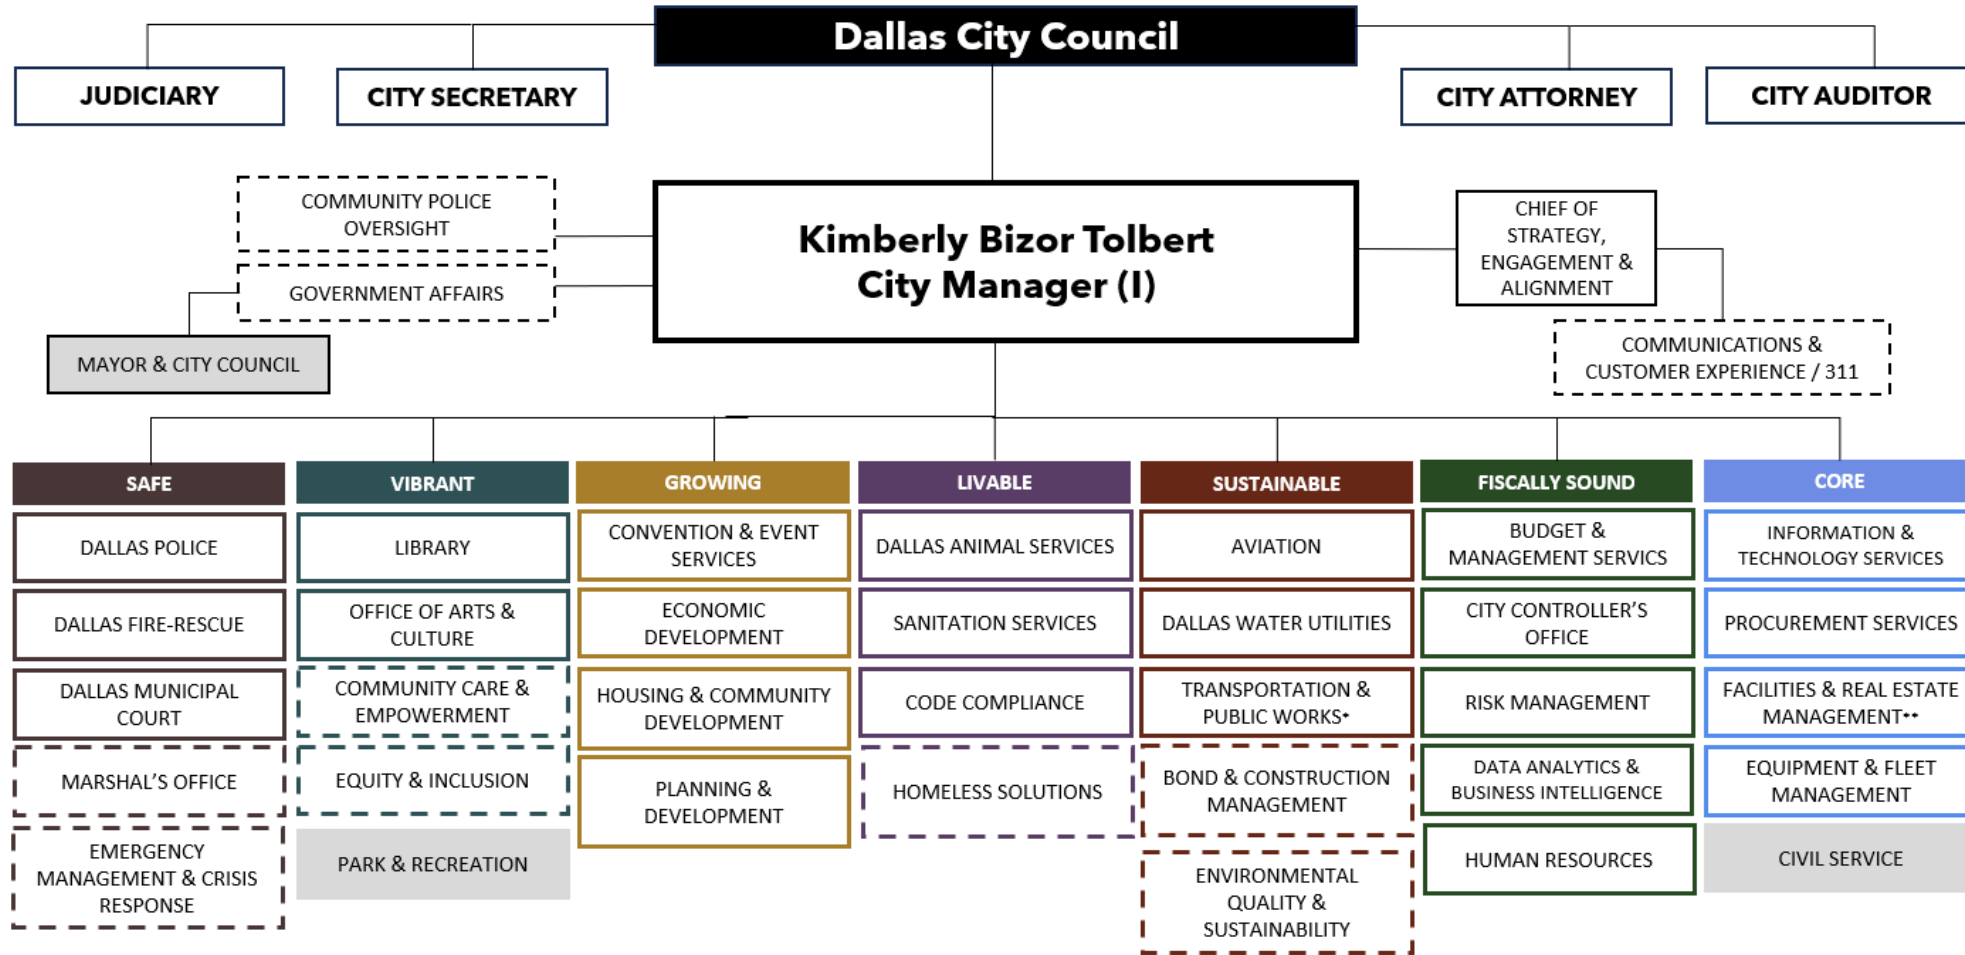 Dallas City Council
JUDICIARY
CITY SECRETARY
CITY ATTORNEY
CITY AUDITOR
COMMUNITY POLICE
OVERSIGHT
GOVERNMENT AFFAIRS
MAYOR & CITY COUNCIL
Kimberly Bizor Tolbert
City Manager (I)
CHIEF OF
STRATEGY,
ENGAGEMENT &
ALIGNMENT
COMMUNICATIONS &
CUSTOMER EXPERIENCE / 311
SAFE
DALLAS POLICE
DALLAS FIRE-RESCUE
DALLAS MUNICIPAL
COURT
MARSHAL'S OFFICE
EMERGENCY
MANAGEMENT & CRISIS
RESPONSE
VIBRANT
LIBRARY
OFFICE OF ARTS &
CULTURE
COMMUNITY CARE &
EMPOWERMENT
EQUITY & INCLUSION
PARK & RECREATION
GROWING
CONVENTION & EVENT
SERVICES
ECONOMIC
DEVELOPMENT
HOUSING & COMMUNITY
DEVELOPMENT
PLANNING &
DEVELOPMENT
LIVABLE
DALLAS ANIMAL SERVICES
SANITATION SERVICES
CODE COMPLIANCE
HOMELESS SOLUTIONS
SUSTAINABLE
AVIATION
DALLAS WATER UTILITIES
TRANSPORTATION &
PUBLIC WORKS*
BOND & CONSTRUCTION
MANAGEMENT
ENVIRONMENTAL
QUALITY &
SUSTAINABILITY
FISCALLY SOUND
BUDGET &
MANAGEMENT SERVICS
CITY CONTROLLER'S
OFFICE
RISK MANAGEMENT
DATA ANALYTICS &
BUSINESS INTELLIGENCE
HUMAN RESOURCES
CORE
INFORMATION &
TECHNOLOGY SERVICES
PROCUREMENT SERVICES
FACILITIES & REAL ESTATE
MANAGEMENT**
EQUIPMENT & FLEET
MANAGEMENT
CIVIL SERVICE